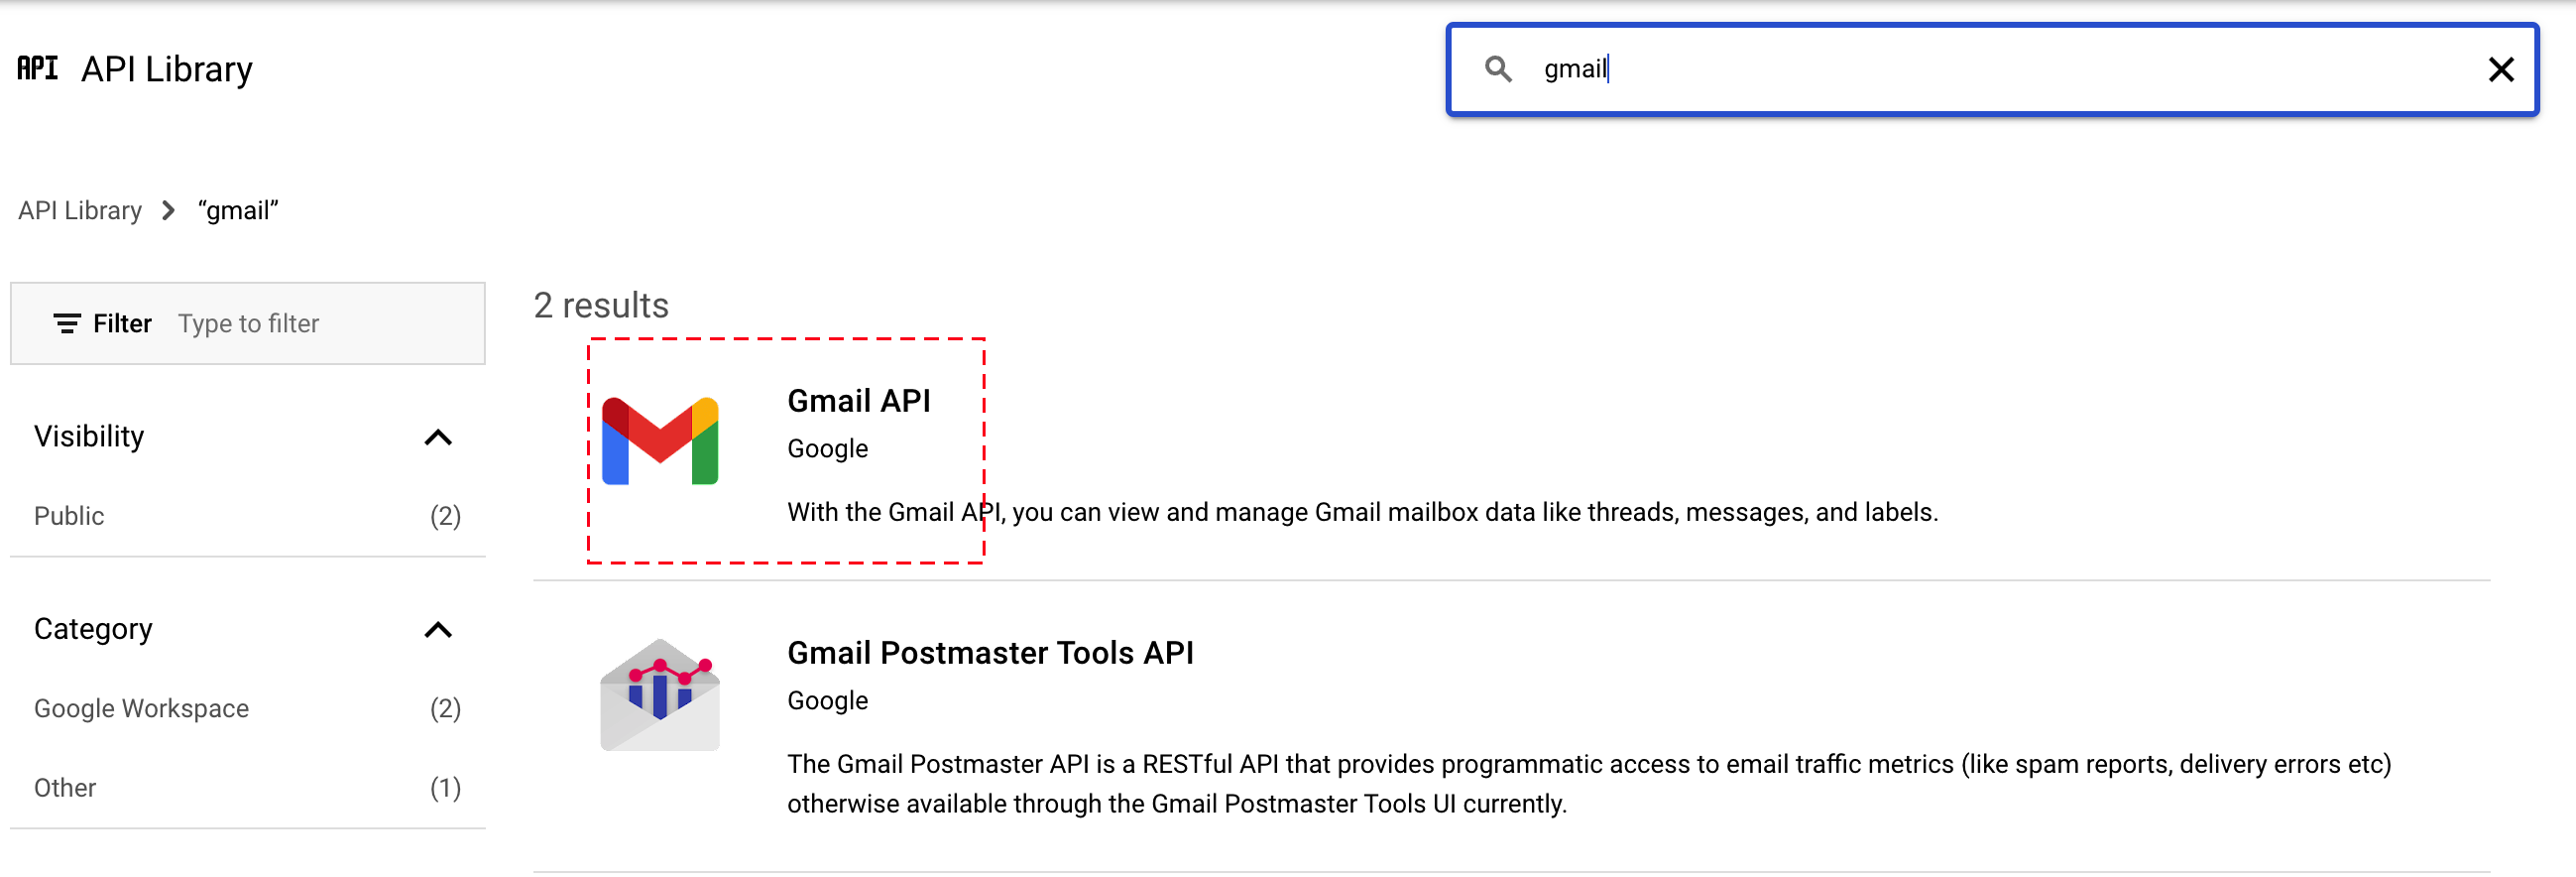 API API Library
gmail
API Library > “gmail”
Filter Type to filter
Visibility
Public (2)
Category
Google Workspace (2)
Other (1)
2 results
Gmail API
Google
With the Gmail API, you can view and manage Gmail mailbox data like threads, messages, and labels.
Gmail Postmaster Tools API
Google
The Gmail Postmaster API is a RESTful API that provides programmatic access to email traffic metrics (like spam reports, delivery errors etc)
otherwise available through the Gmail Postmaster Tools UI currently.